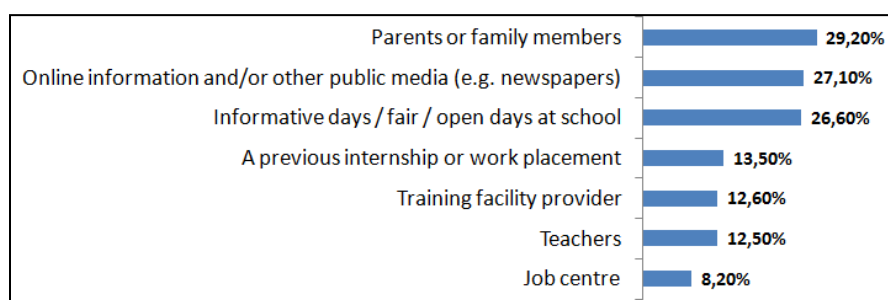 Parents or family members 29,20%
Online information and/or other public media (e.g. newspapers) 27,10%
Informative days / fair / open days at school 26,60%
A previous internship or work placement 13,50%
Training facility provider 12,60%
Teachers 12,50%
Job centre 8,20%